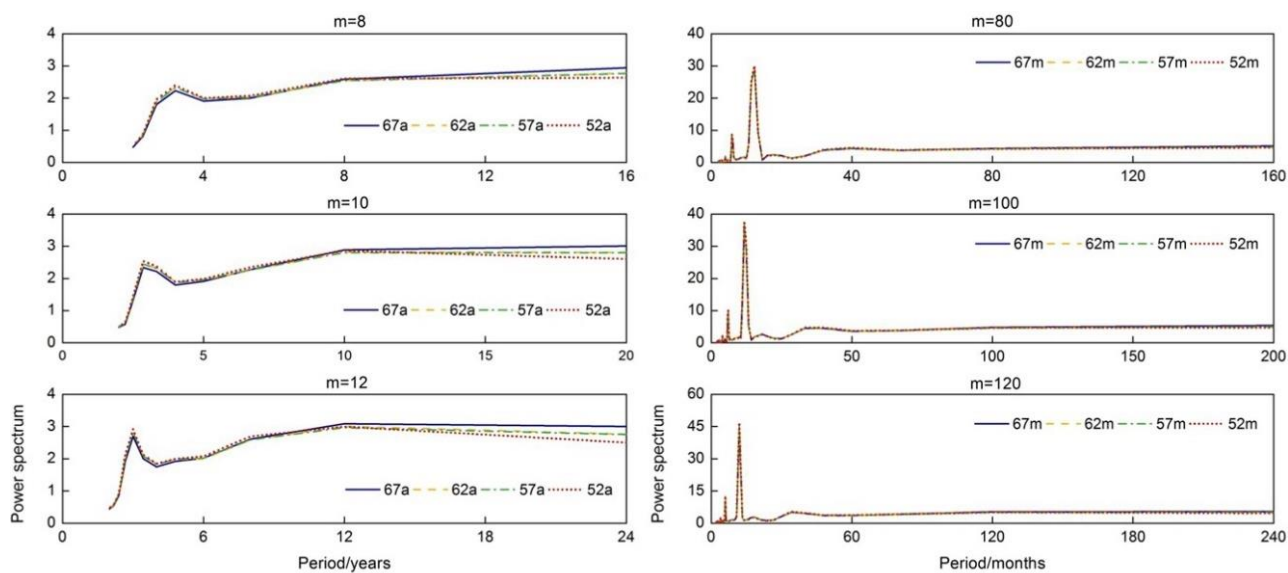 m=8
4
3
2
1
0
67a 62a 57a 52a
0 4 8 12 16
m=10
4
3
2
1
0
67a 62a 57a 52a
0 5 10 15 20
m=12
4
3
2
1
0
Power spectrum
67a 62a 57a 52a
0 6 12 18 24
Period/years
m=80
40
30
20
10
0
67m 62m 57m 52m
0 40 80 120 120 160
m=100
40
30
20
10
0
67m 62m 57m 52m
0 50 100 150 200
m=120
60
45
30
15
0
Power spectrum
67m 62m 57m 52m
0 60 120 180 240
Period/months